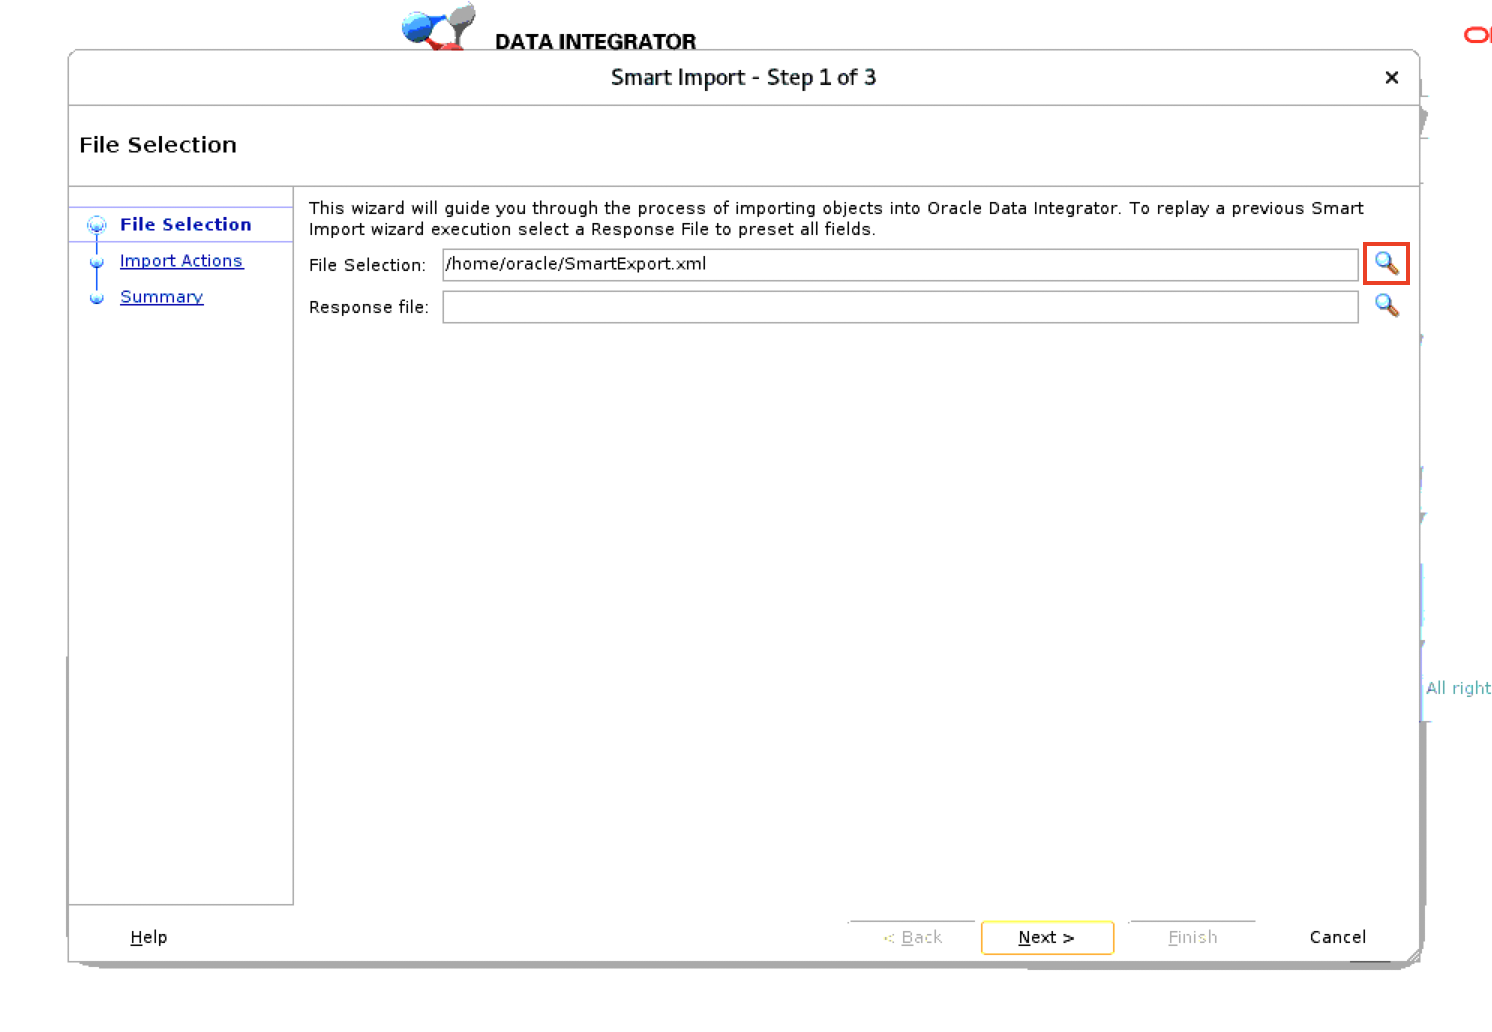 DATA INTEGRATOR
Smart Import - Step 1 of 3
File Selection
File Selection
Import Actions
Summary
This wizard will guide you through the process of importing objects into Oracle Data Integrator. To replay a previous Smart
Import wizard execution select a Response File to preset all fields.
File Selection: /home/oracle/SmartExport.xml
Response file:
All right
Help
< Back
Next >
Finish
Cancel